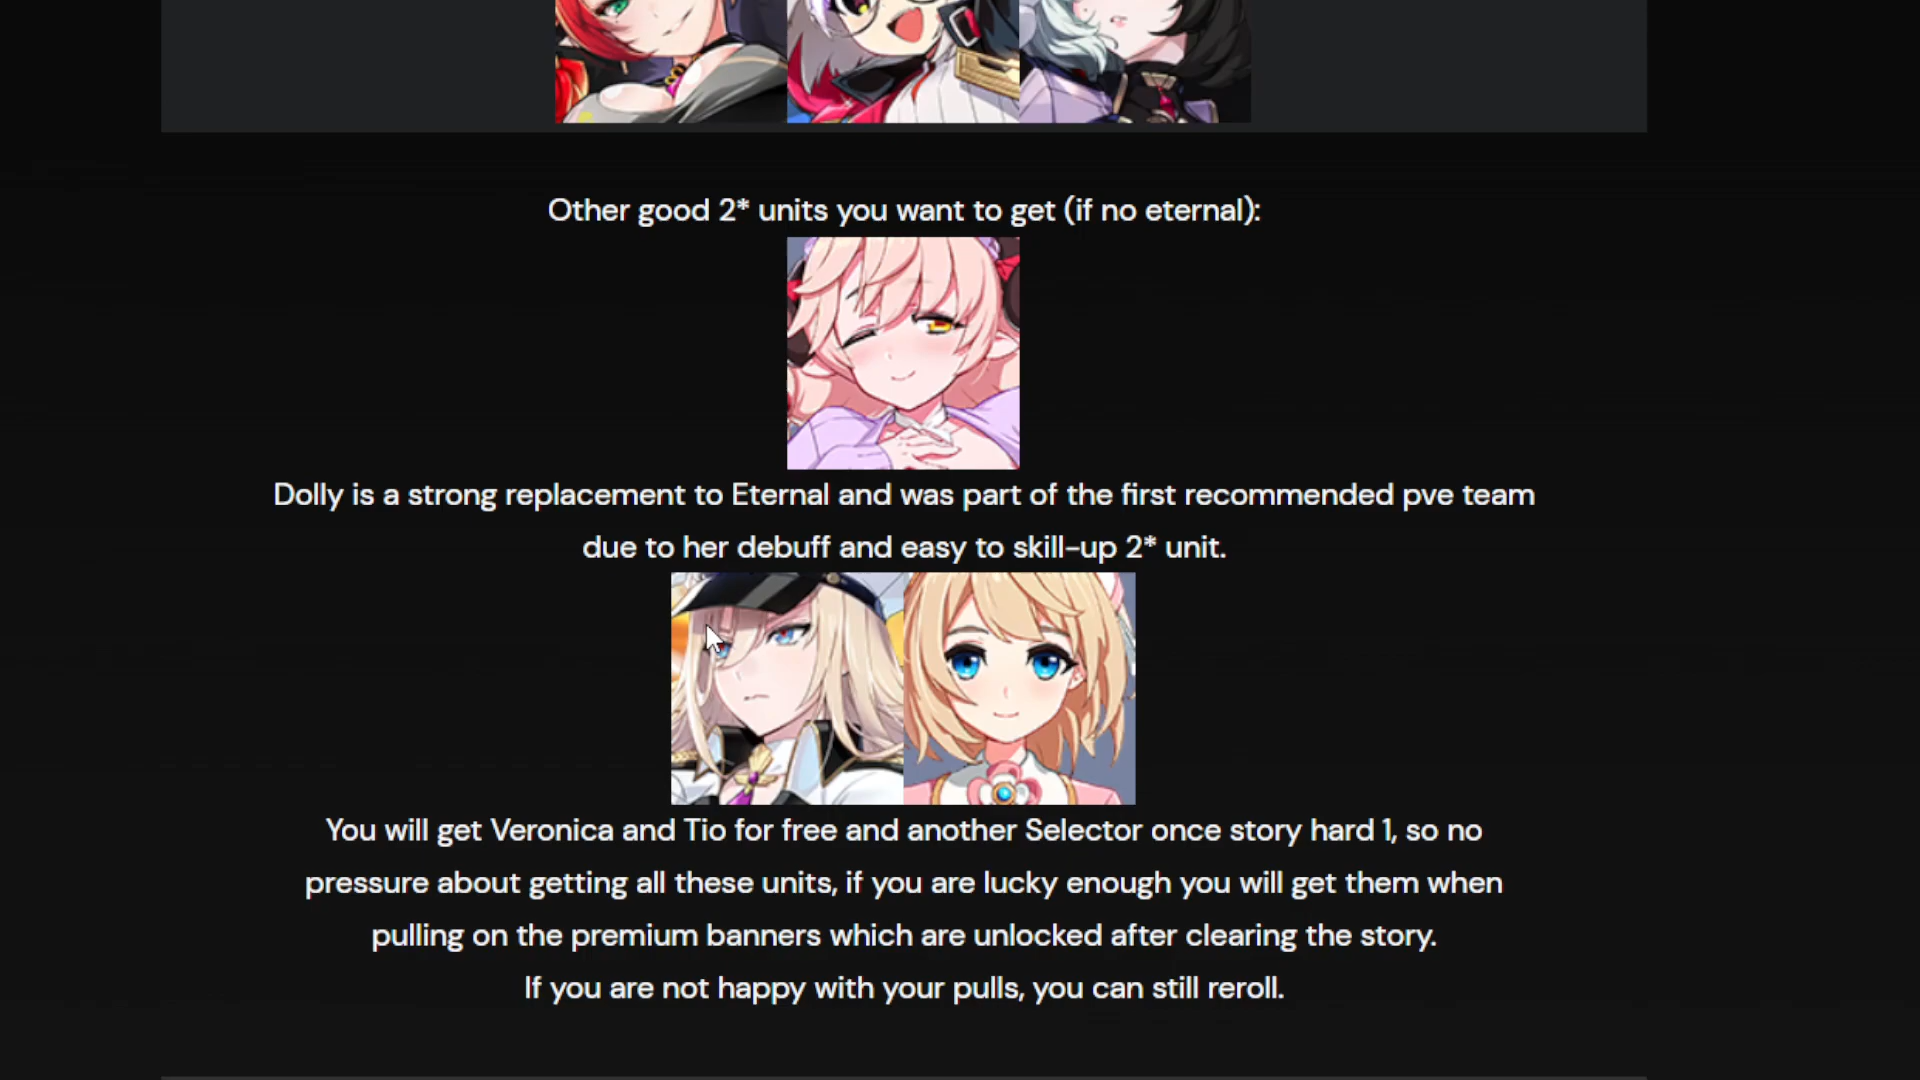 Other good 2* units you want to get (if no eternal):
Dolly is a strong replacement to Eternal and was part of the first recommended pve team
due to her debuff and easy to skill-up 2* unit.
You will get Veronica and Tio for free and another Selector once story hard 1, so no
pressure about getting all these units, if you are lucky enough you will get them when
pulling on the premium banners which are unlocked after clearing the story.
If you are not happy with your pulls, you can still reroll.